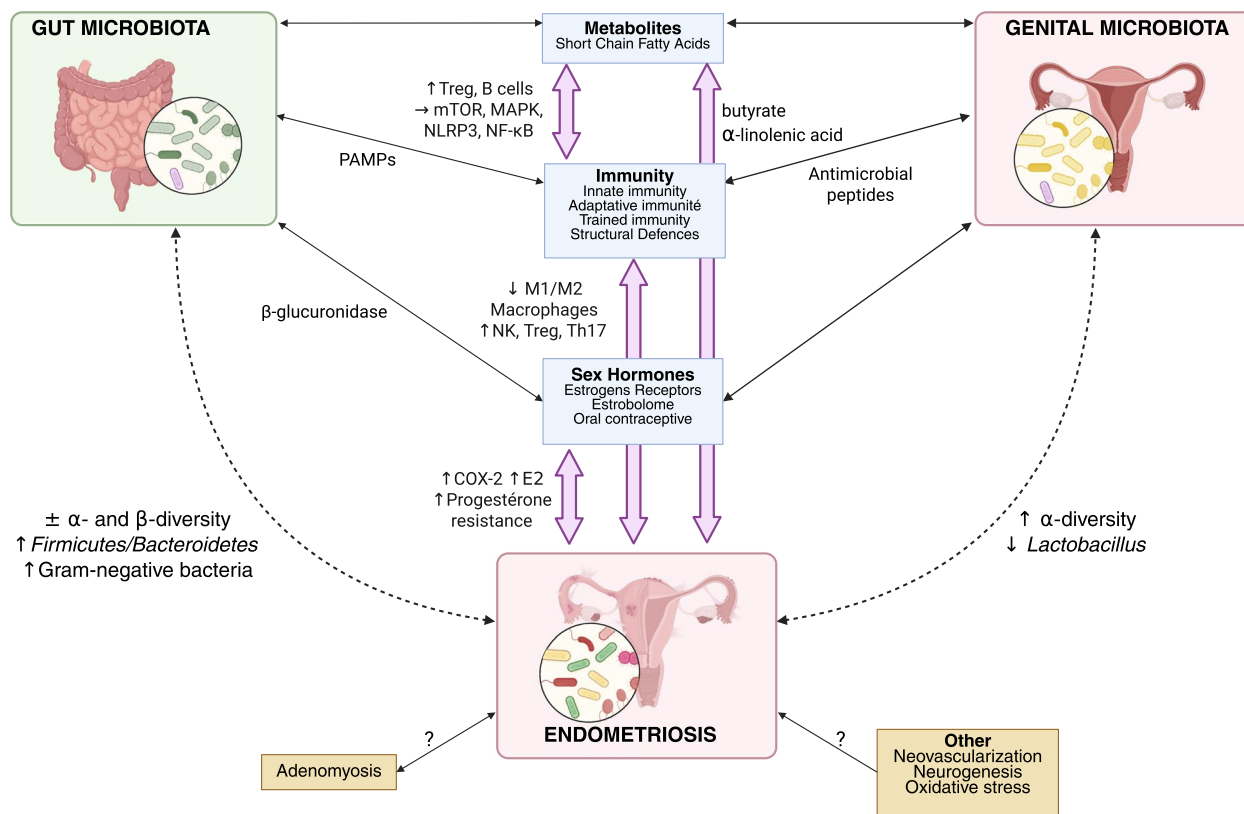 GUT MICROBIOTA
Metabolites
Short Chain Fatty Acids
GENITAL MICROBIOTA
↑Treg, B cells
→ mTOR, MAPK,
NLRP3, NF-κB
butyrate
α-linolenic acid
PAMPs
Immunity
Innate immunity
Adaptative immunité
Trained immunity
Structural Defences
Antimicrobial
peptides
↓ M1/M2
Macrophages
↑NK, Treg, Th17
β-glucuronidase
Sex Hormones
Estrogens Receptors
Estrobolome
Oral contraceptive
↑COX-2 ↑E2
↑Progestérone
resistance
± α- and β-diversity
↑Firmicutes/Bacteroidetes
↑Gram-negative bacteria
↑ α-diversity
↓ Lactobacillus
ENDOMETRIOSIS
?
Adenomyosis
?
Other
Neovascularization
Neurogenesis
Oxidative stress